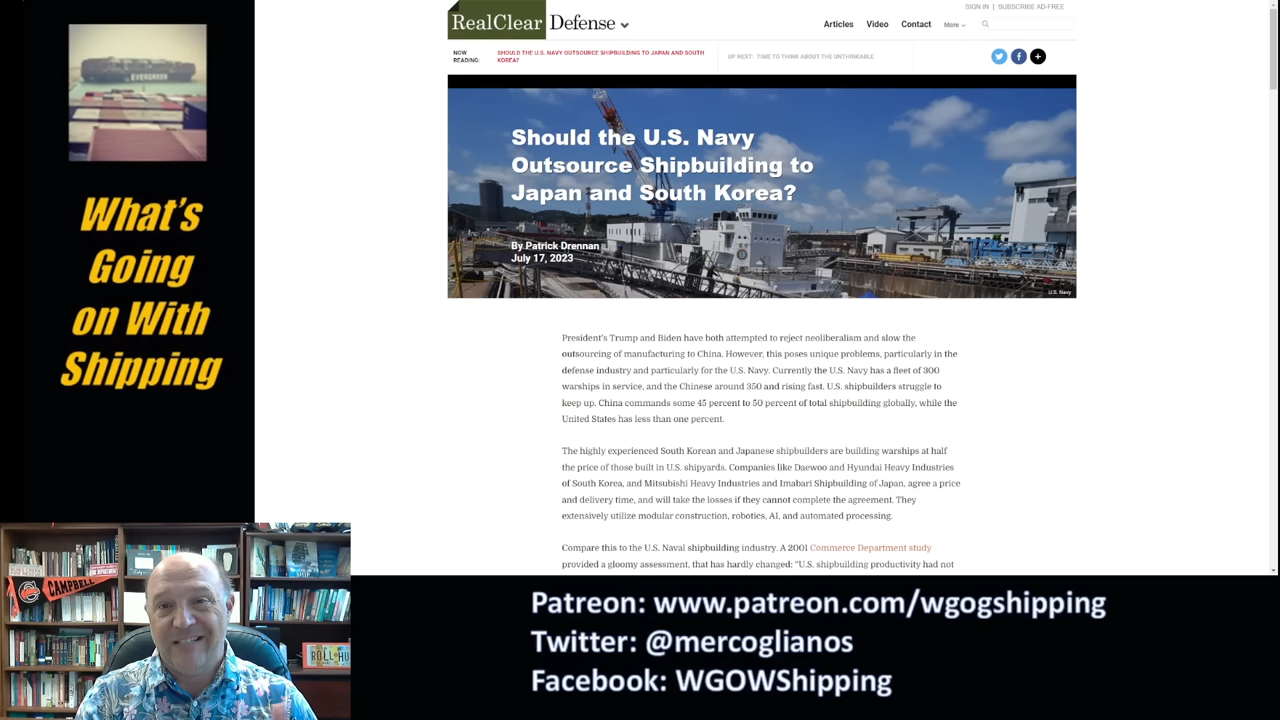 SIGN IN | SUBSCRIBE AD-FREE
RealClear Defense
Articles Video Contact More
NOW READING:
SHOULD THE U.S. NAVY OUTSOURCE SHIPBUILDING TO JAPAN AND SOUTH
KOREA?
UP NEXT: TIME TO THINK ABOUT THE UNTHINKABLE
Should the U.S. Navy
Outsource Shipbuilding to
Japan and South Korea?
By Patrick Drennan
July 17, 2023
U.S. Navy
President's Trump and Biden have both attempted to reject neoliberalism and slow the
outsourcing of manufacturing to China. However, this poses unique problems, particularly in the
defense industry and particularly for the U.S. Navy. Currently the U.S. Navy has a fleet of 300
warships in service, and the Chinese around 350 and rising fast. U.S. shipbuilders struggle to
keep up. China commands some 45 percent to 50 percent of total shipbuilding globally, while the
United States has less than one percent.
The highly experienced South Korean and Japanese shipbuilders are building warships at half
the price of those built in U.S. shipyards. Companies like Daewoo and Hyundai Heavy Industries
of South Korea, and Mitsubishi Heavy Industries and Imabari Shipbuilding of Japan, agree a price
and delivery time, and will take the losses if they cannot complete the agreement. They
extensively utilize modular construction, robotics, AI, and automated processing.
Compare this to the U.S. Naval shipbuilding industry. A 2001 Commerce Department study
provided a gloomy assessment, that has hardly changed: "U.S. shipbuilding productivity had not
EVERGREEN
What's
Going
on With
Shipping
CAMPBELL
SHIP
Patreon: www.patreon.com/wgogshipping
Twitter: @mercoglianos
Facebook: WGOWShipping